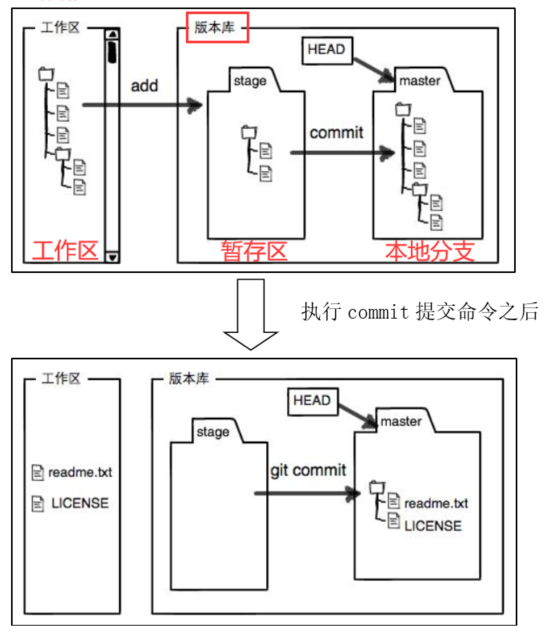 工作区
版本库
HEAD
stage
master
add
commit
工作区
暂存区
本地分支
执行 commit 提交命令之后
工作区
版本库
HEAD
stage
master
git commit
readme.txt
LICENSE
readme.txt
LICENSE